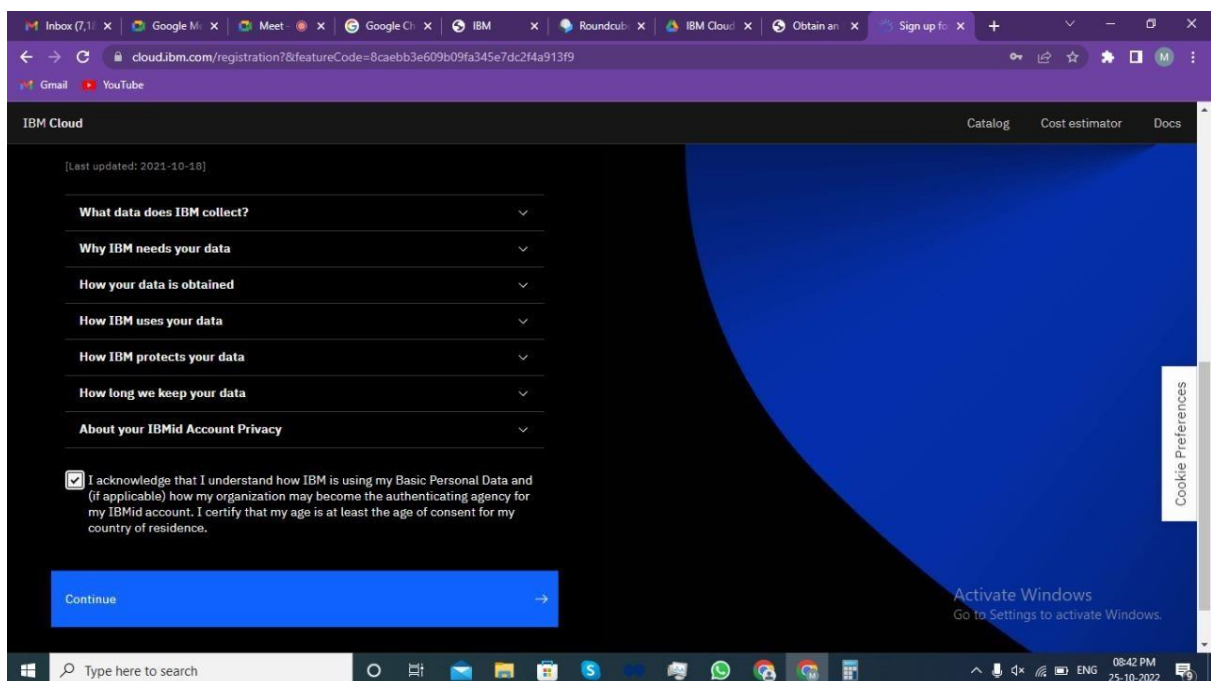 Inbox (7,1
Google M
Meet -
Google Ch
IBM
Roundcub
IBM Cloud
Obtain an
Sign up fo
cloud.ibm.com/registration?&featureCode=8caebb3e609b09fa345e7dc2f4a913f9
M
Gmail
YouTube
IBM Cloud
Catalog
Cost estimator
Docs
[Last updated: 2021-10-18]
What data does IBM collect?
Why IBM needs your data
How your data is obtained
How IBM uses your data
How IBM protects your data
How long we keep your data
About your IBMid Account Privacy
Cookie Preferences
I acknowledge that I understand how IBM is using my Basic Personal Data and
(if applicable) how my organization may become the authenticating agency for
my IBMid account. I certify that my age is at least the age of consent for my
country of residence.
Continue
Activate Windows
Go to Settings to activate Windows.
Type here to search
ENG
08:42 PM
25-10-2022